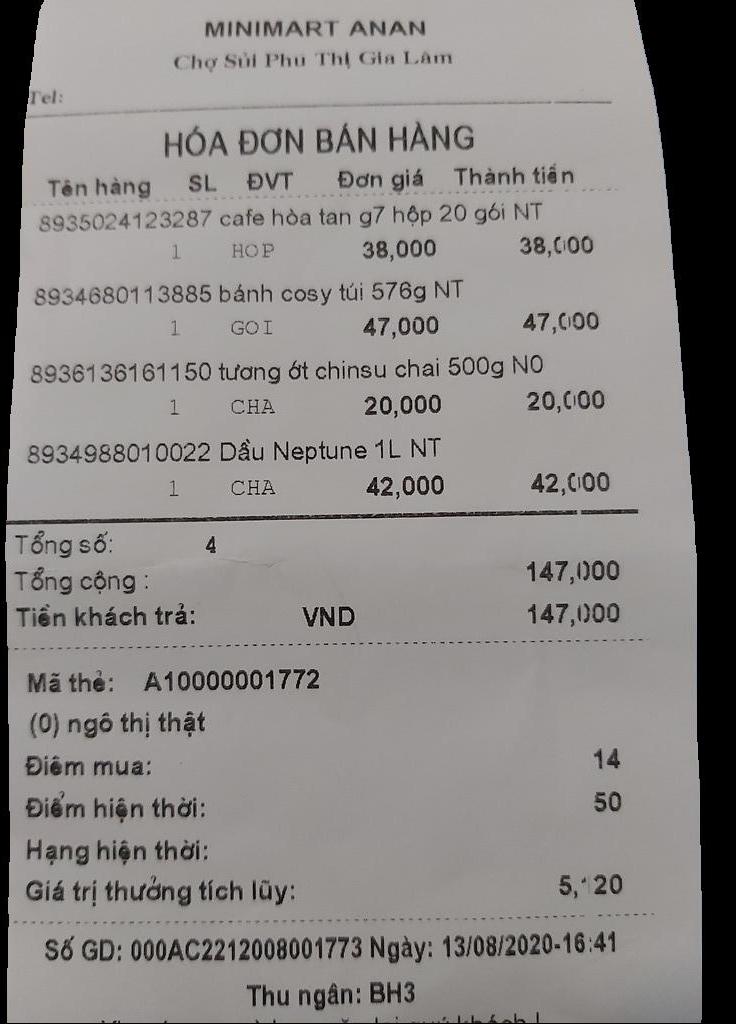 MINIMART ANAN
Chợ Sủi Phú Thị Gia Lâm
Tel:
HÓA ĐƠN BÁN HÀNG
Tên hàng SL ĐVT Đơn giá Thành tiền
8935024123287 cafe hòa tan g7 hộp 20 gói NT
1 HOP 38,000 38,000
8934680113885 bánh cosy túi 576g NT
1 GOI 47,000 47,000
8936136161150 tương ớt chinsu chai 500g N0
1 CHA 20,000 20,000
8934988010022 Dầu Neptune 1L NT
1 CHA 42,000 42,000
Tổng số: 4
Tổng cộng : 147,000
Tiền khách trả: VND 147,000
Mã thẻ: A10000001772
(0) ngô thị thật
Điểm mua: 14
Điểm hiện thời: 50
Hạng hiện thời:
Giá trị thưởng tích lũy:
Số GD: 000AC2212008001773 Ngày: 13/08/2020-16:41
Thu ngân: BH3